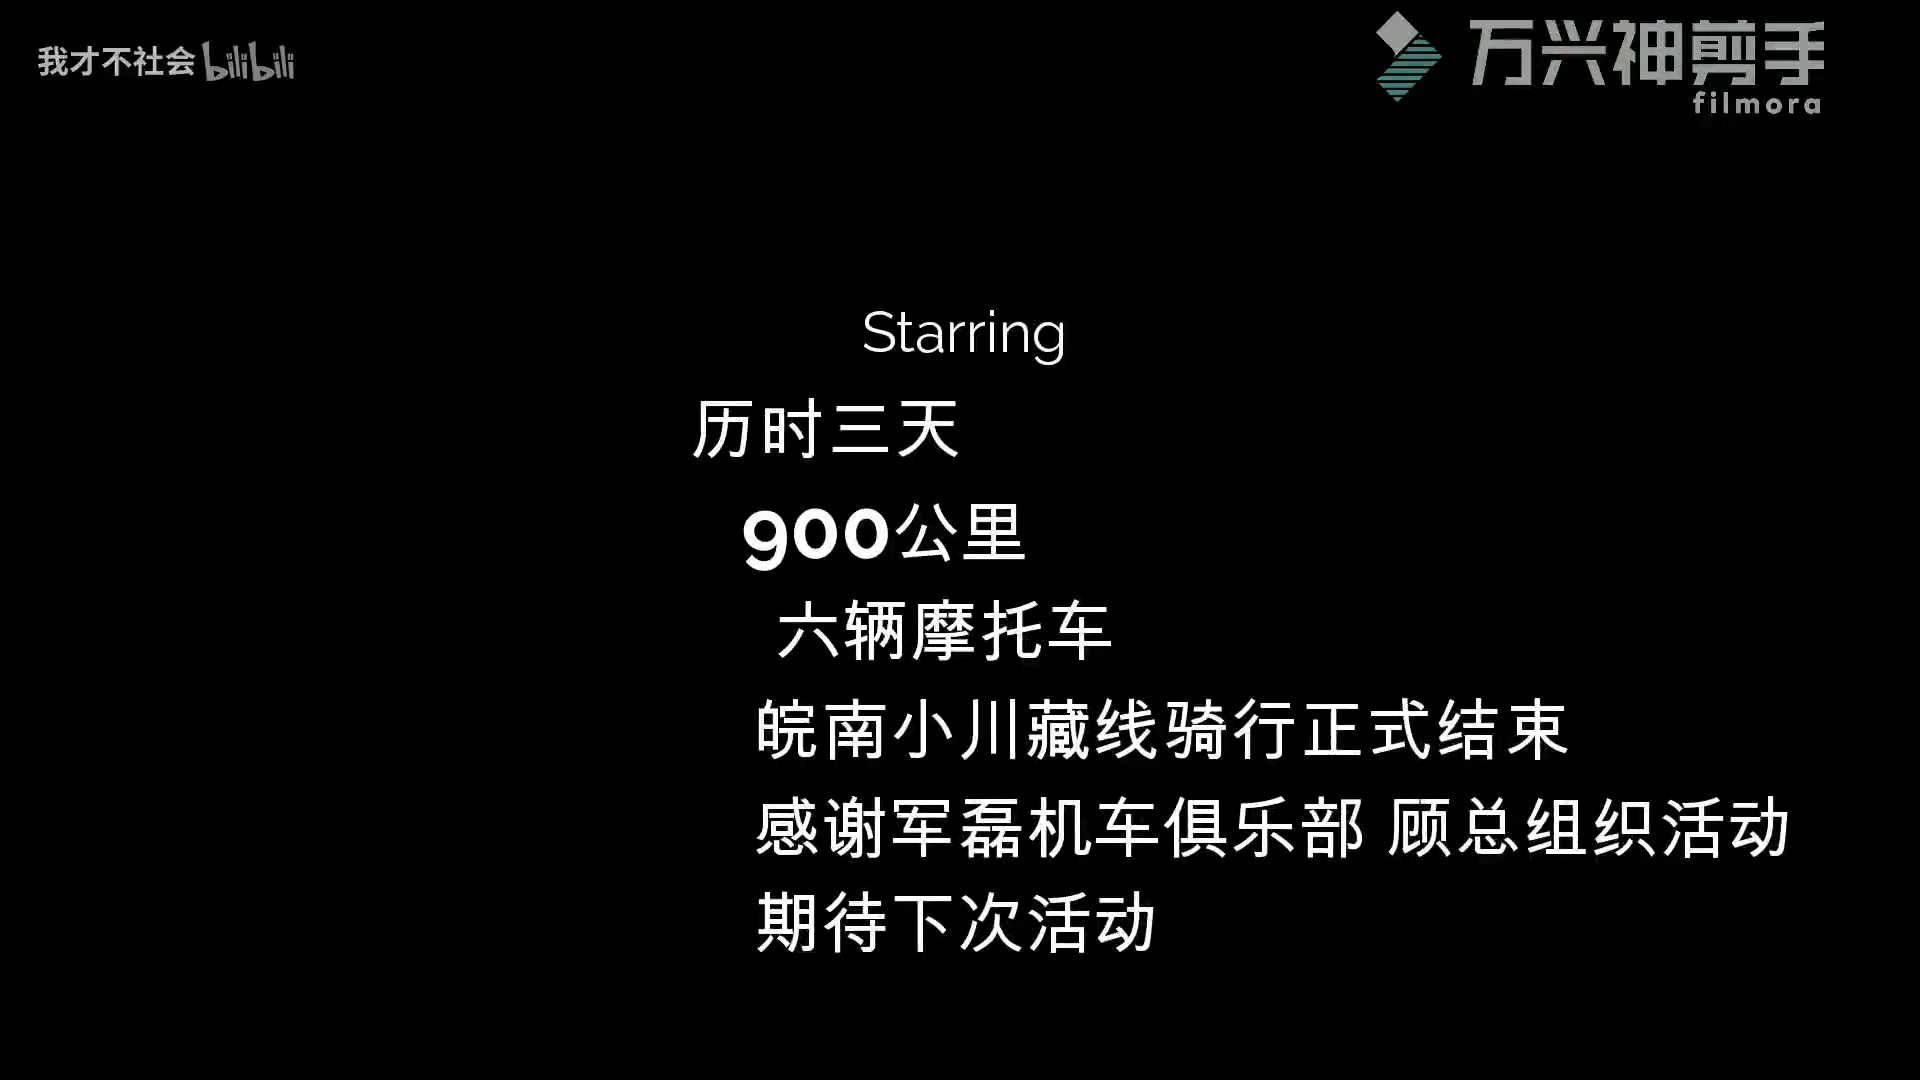 我才不社会 bilibili
万兴神剪手
filmora
Starring
历时三天
900公里
六辆摩托车
皖南小川藏线骑行正式结束
感谢军磊机车俱乐部 顾总组织活动
期待下次活动